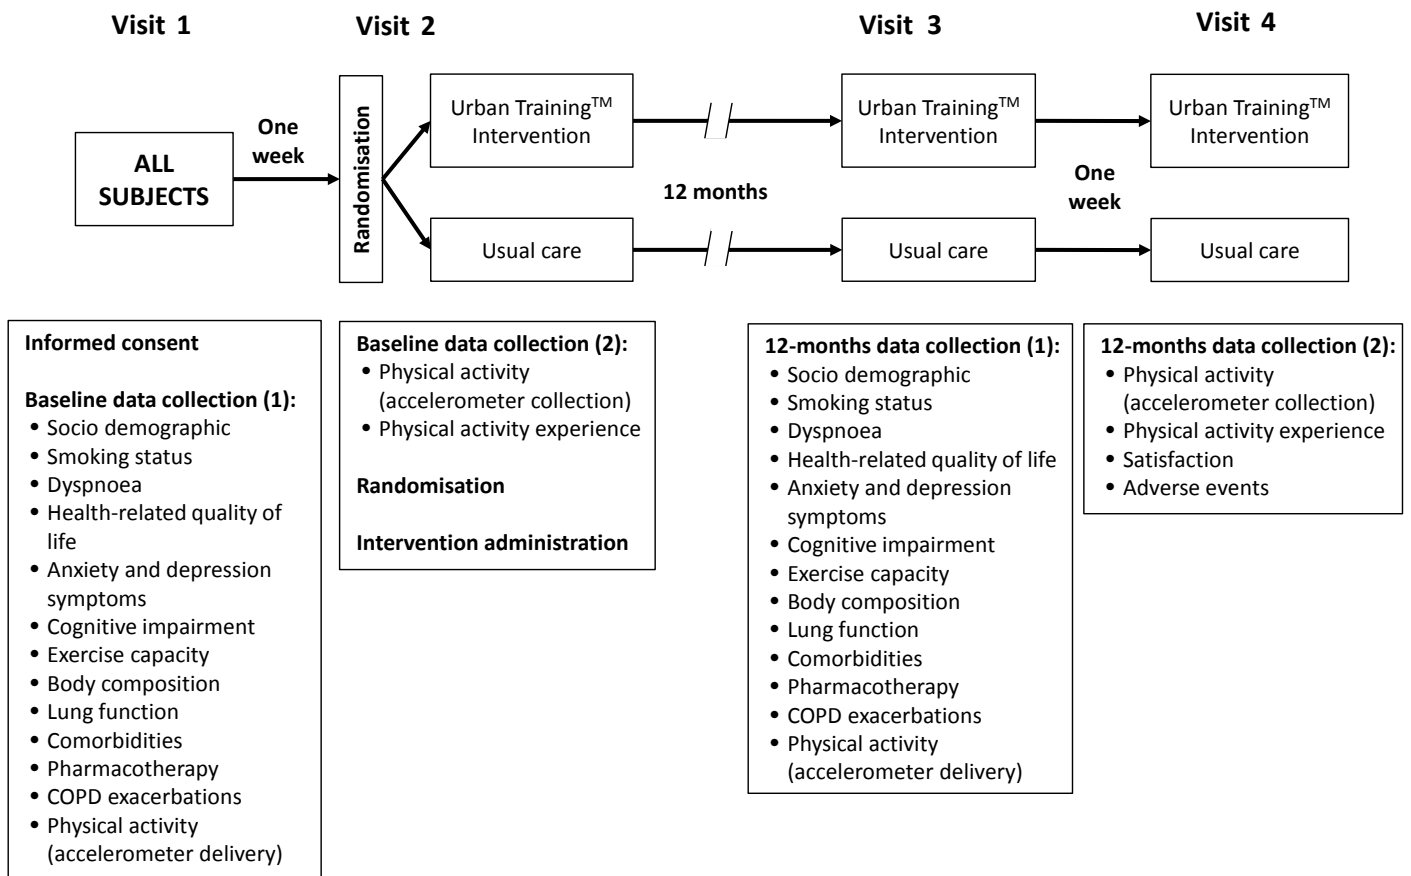 Visit 1
Visit 2
Visit 3
Visit 4
ALL
SUBJECTS
One
week
Randomisation
Urban Training™
Intervention
Usual care
12 months
Urban Training™
Intervention
Usual care
One
week
Urban Training™
Intervention
Usual care
Informed consent
Baseline data collection (1):
• Socio demographic
• Smoking status
• Dyspnoea
• Health-related quality of
life
• Anxiety and depression
symptoms
• Cognitive impairment
• Exercise capacity
• Body composition
• Lung function
• Comorbidities
• Pharmacotherapy
• COPD exacerbations
• Physical activity
(accelerometer delivery)
Baseline data collection (2):
• Physical activity
(accelerometer collection)
• Physical activity experience
Randomisation
Intervention administration
12-months data collection (1):
• Socio demographic
• Smoking status
• Dyspnoea
• Health-related quality of life
• Anxiety and depression
symptoms
• Cognitive impairment
• Exercise capacity
• Body composition
• Lung function
• Comorbidities
• Pharmacotherapy
• COPD exacerbations
• Physical activity
(accelerometer delivery)
12-months data collection (2):
• Physical activity
(accelerometer collection)
• Physical activity experience
• Satisfaction
• Adverse events